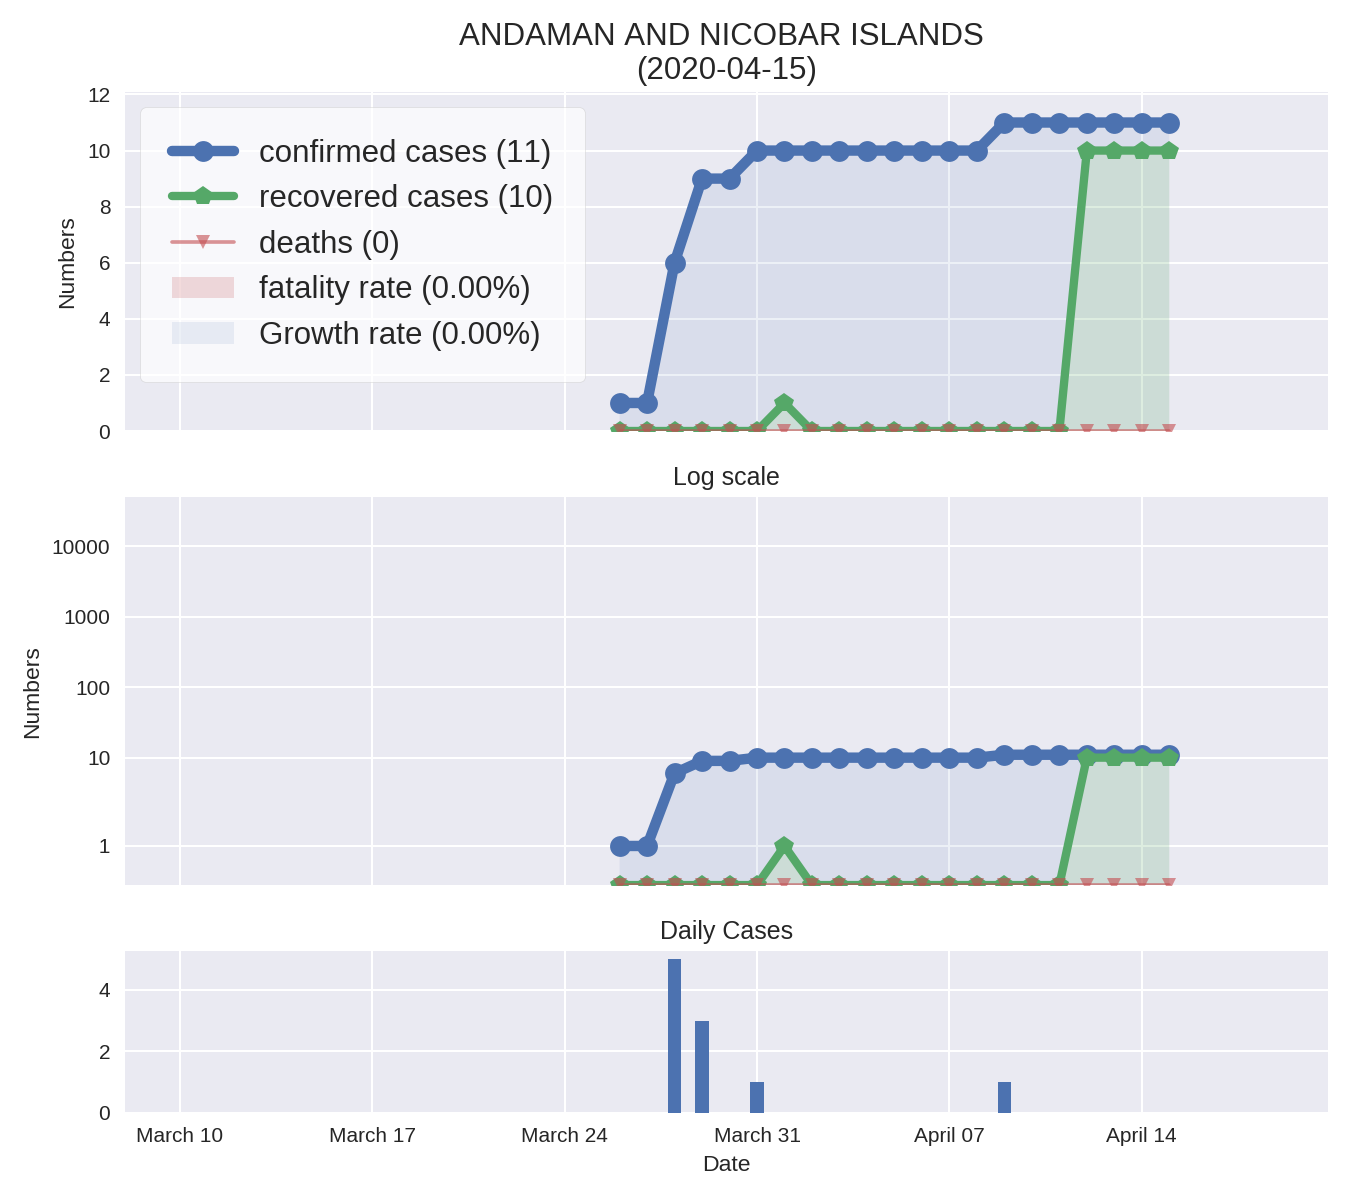 ANDAMAN AND NICOBAR ISLANDS
(2020-04-15)
12
10
8
6
4
2
0
Numbers
confirmed cases (11)
recovered cases (10)
deaths (0)
fatality rate (0.00%)
Growth rate (0.00%)
Log scale
10000
1000
100
10
1
Numbers
Daily Cases
4
2
0
March 10 March 17 March 24 March 31 April 07 April 14
Date